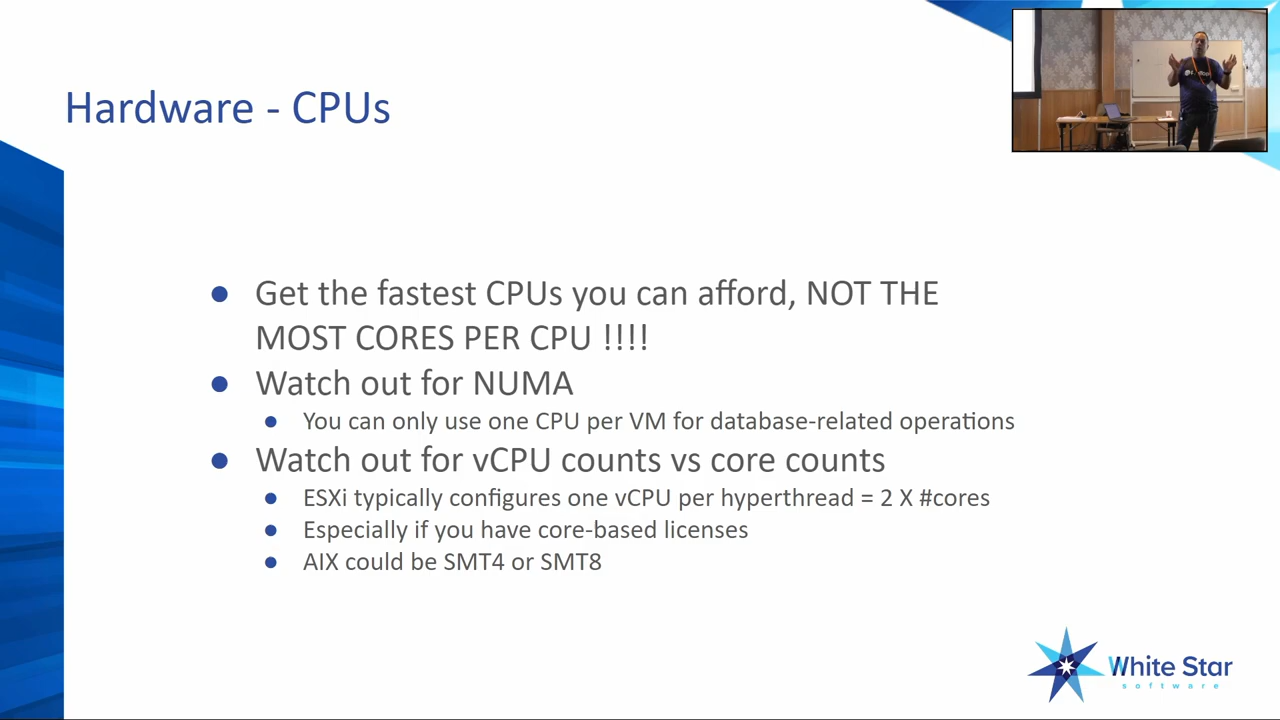 Hardware - CPUs
● Get the fastest CPUs you can afford, NOT THE
MOST CORES PER CPU !!!!
● Watch out for NUMA
● You can only use one CPU per VM for database-related operations
● Watch out for vCPU counts vs core counts
● ESXi typically configures one vCPU per hyperthread = 2 X #cores
● Especially if you have core-based licenses
● AIX could be SMT4 or SMT8
White Star
software